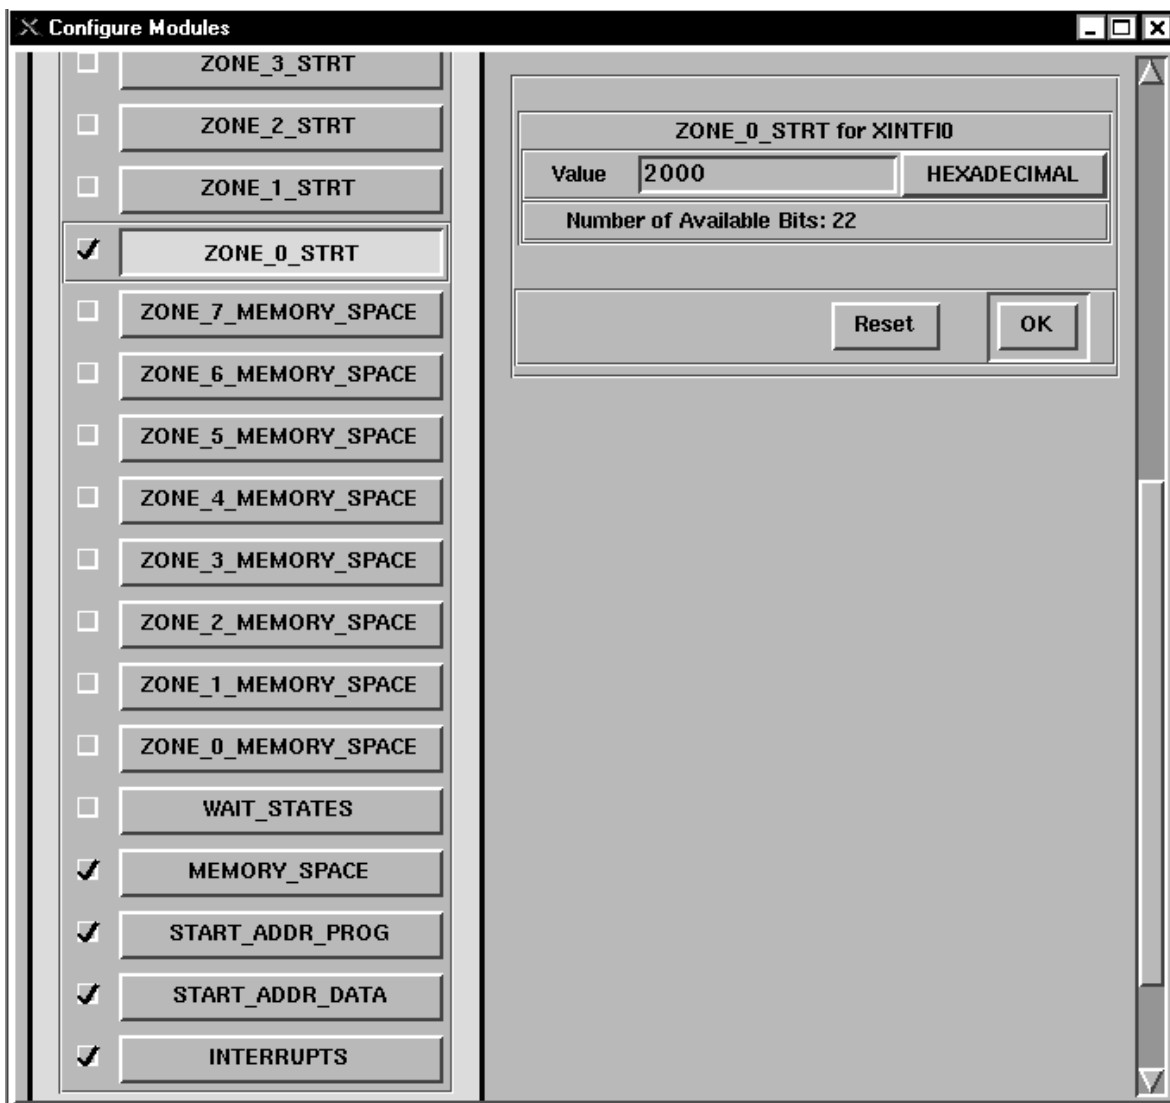 Configure Modules
ZONE_3_STRT
ZONE_2_STRT
ZONE_1_STRT
ZONE_0_STRT
ZONE_7_MEMORY_SPACE
ZONE_6_MEMORY_SPACE
ZONE_5_MEMORY_SPACE
ZONE_4_MEMORY_SPACE
ZONE_3_MEMORY_SPACE
ZONE_2_MEMORY_SPACE
ZONE_1_MEMORY_SPACE
ZONE_0_MEMORY_SPACE
WAIT_STATES
MEMORY_SPACE
START_ADDR_PROG
START_ADDR_DATA
INTERRUPTS
ZONE_0_STRT for XINTFI0
Value 2000 HEXADECIMAL
Number of Available Bits: 22
Reset OK